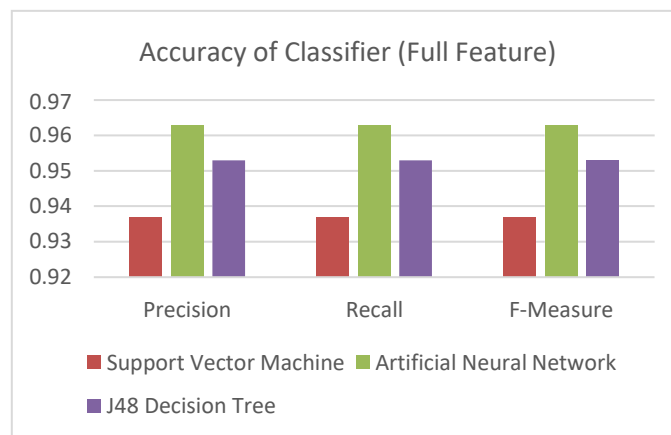 Accuracy of Classifier (Full Feature)
0.97
0.96
0.95
0.94
0.93
0.92
Precision Recall F-Measure
Support Vector Machine Artificial Neural Network
J48 Decision Tree